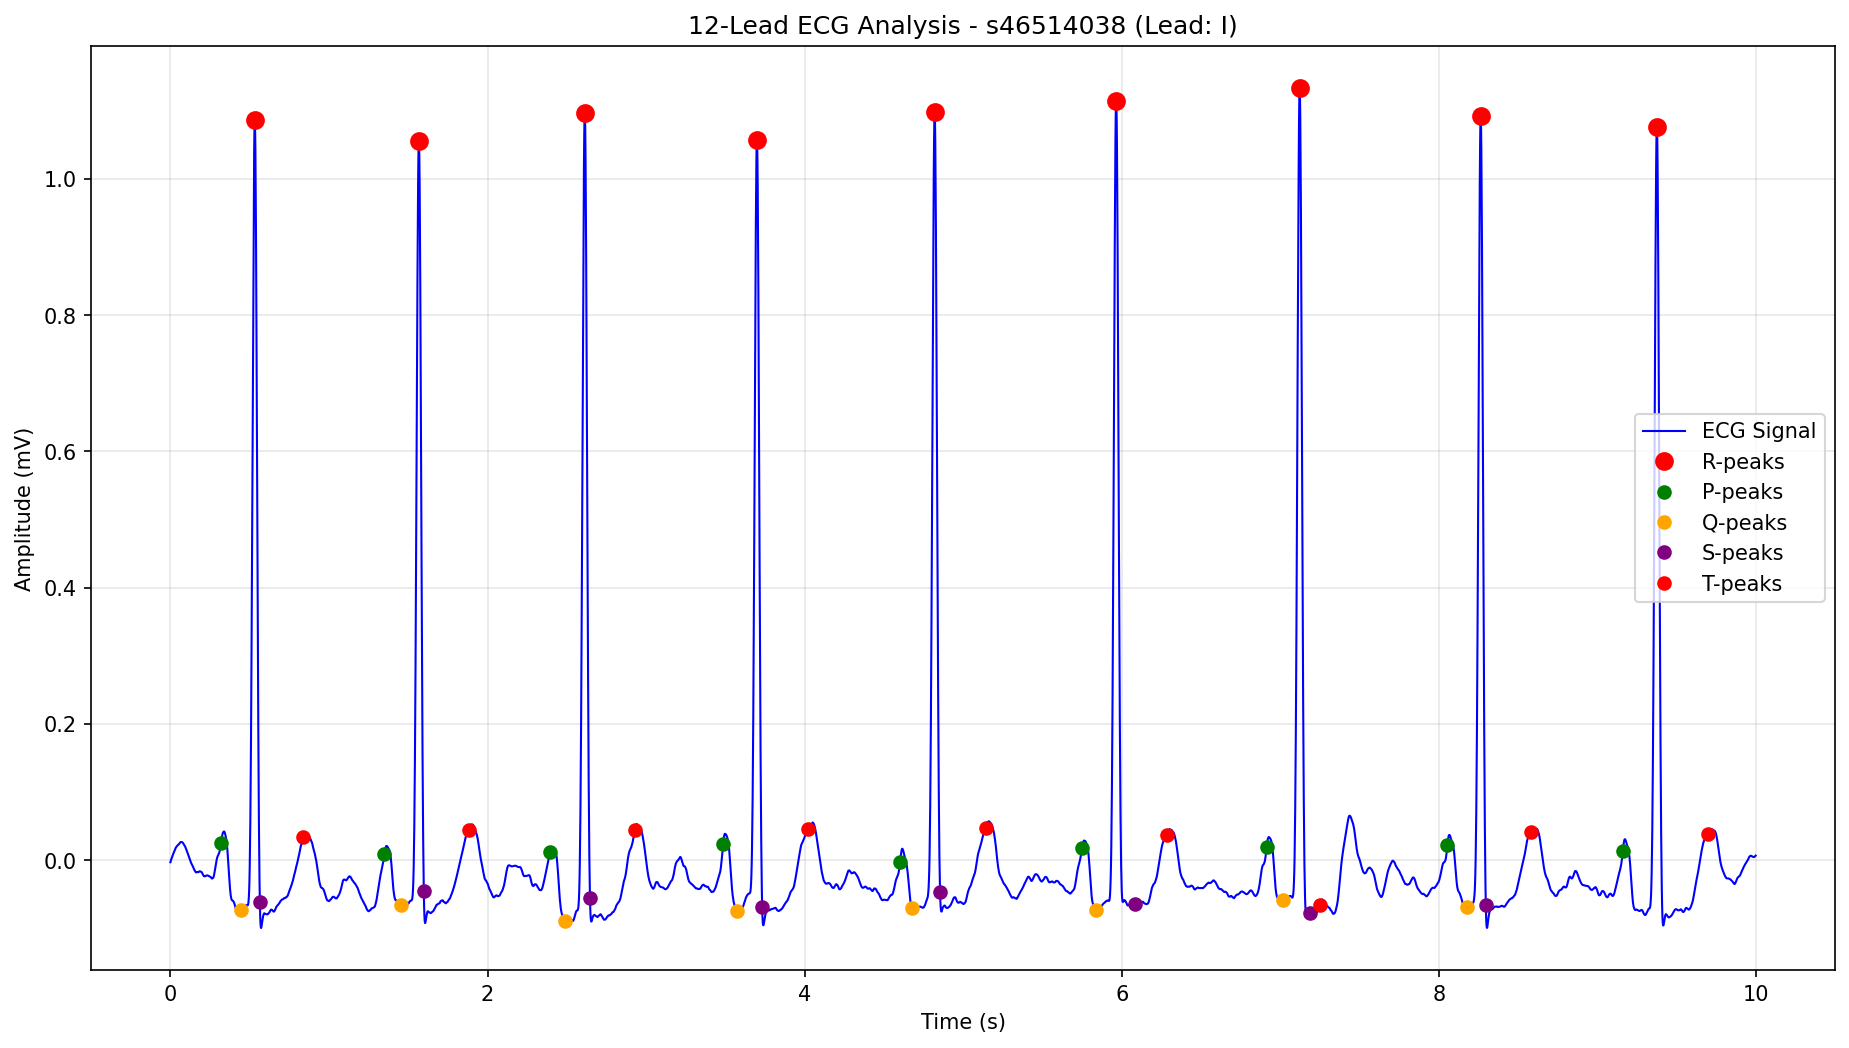 12-Lead ECG Analysis - s46514038 (Lead: I)
Amplitude (mV)
1.0
0.8
0.6
0.4
0.2
0.0
ECG Signal
R-peaks
P-peaks
Q-peaks
S-peaks
T-peaks
0 2 4 6 8 10
Time (s)